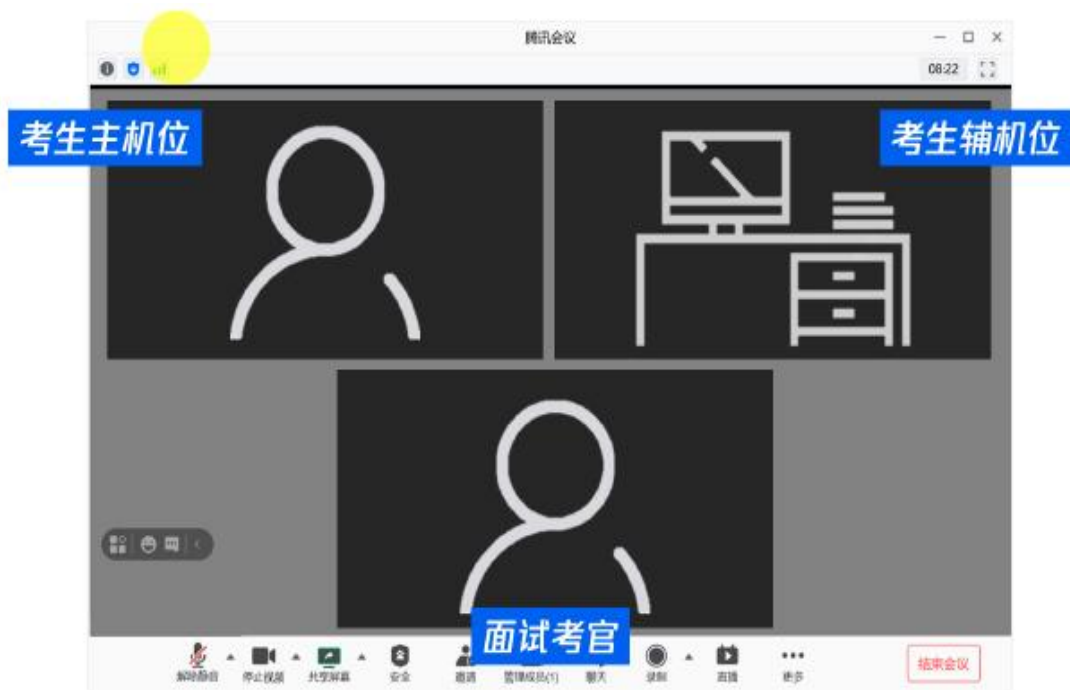 腾讯会议
08:22
考生主机位
考生辅机位
面试考官
解除静音
停止视频
共享屏幕
安全
邀请
管理成员(1)
聊天
录制
直播
更多
结束会议